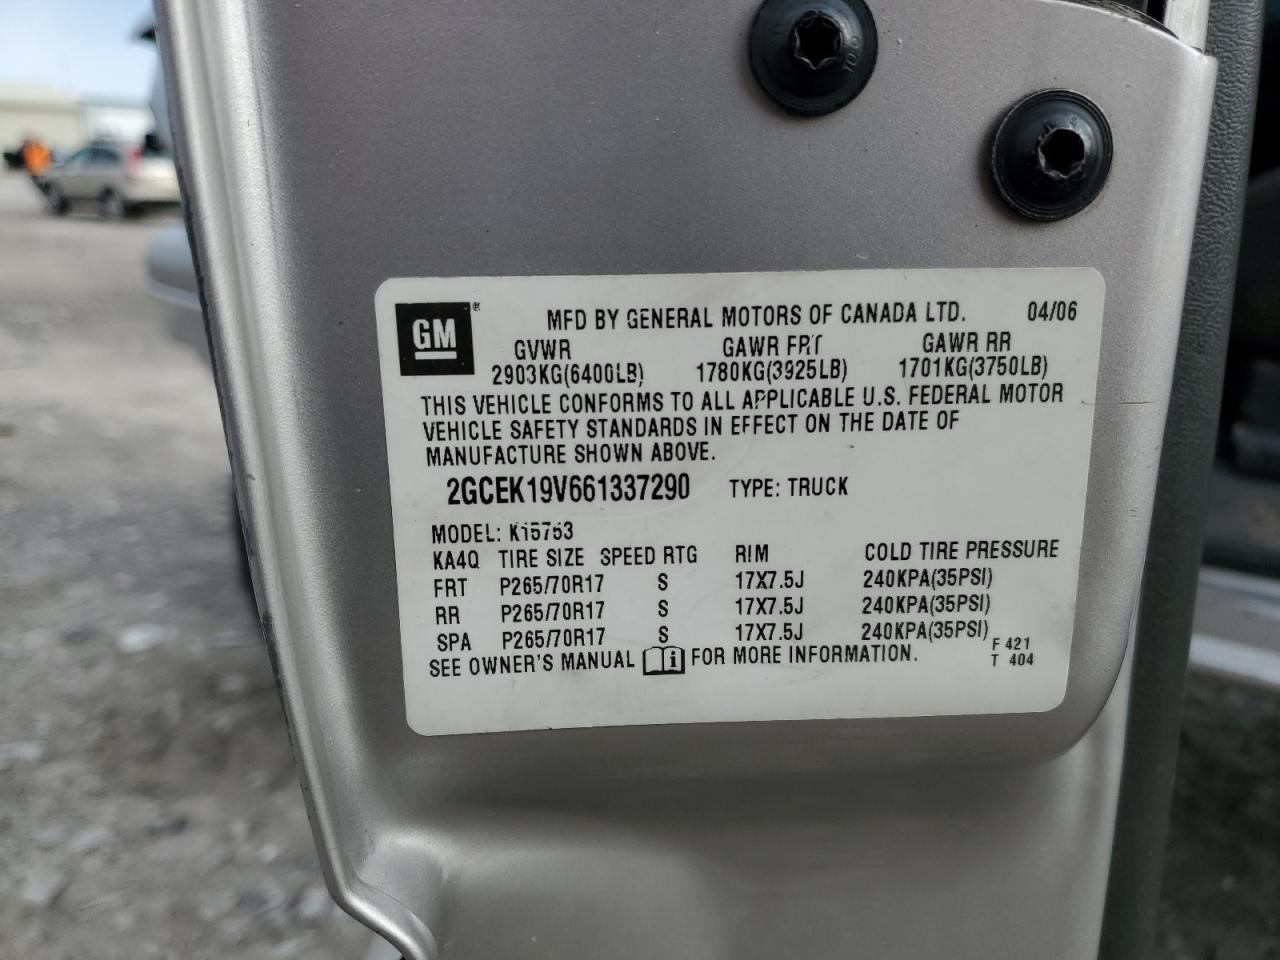 GM ® MFD BY GENERAL MOTORS OF CANADA LTD. 04/06
GVWR GAWR FRT GAWR RR
2903KG(6400LB) 1780KG(3925LB) 1701KG(3750LB)
THIS VEHICLE CONFORMS TO ALL APPLICABLE U.S. FEDERAL MOTOR
VEHICLE SAFETY STANDARDS IN EFFECT ON THE DATE OF
MANUFACTURE SHOWN ABOVE.
2GCEK19V661337290 TYPE: TRUCK
MODEL: K15753
KA4Q TIRE SIZE SPEED RTG RIM COLD TIRE PRESSURE
FRT P265/70R17 S 17X7.5J 240KPA(35PSI)
RR P265/70R17 S 17X7.5J 240KPA(35PSI)
SPA P265/70R17 S 17X7.5J 240KPA(35PSI)
SEE OWNER'S MANUAL i FOR MORE INFORMATION.
F 421
T 404